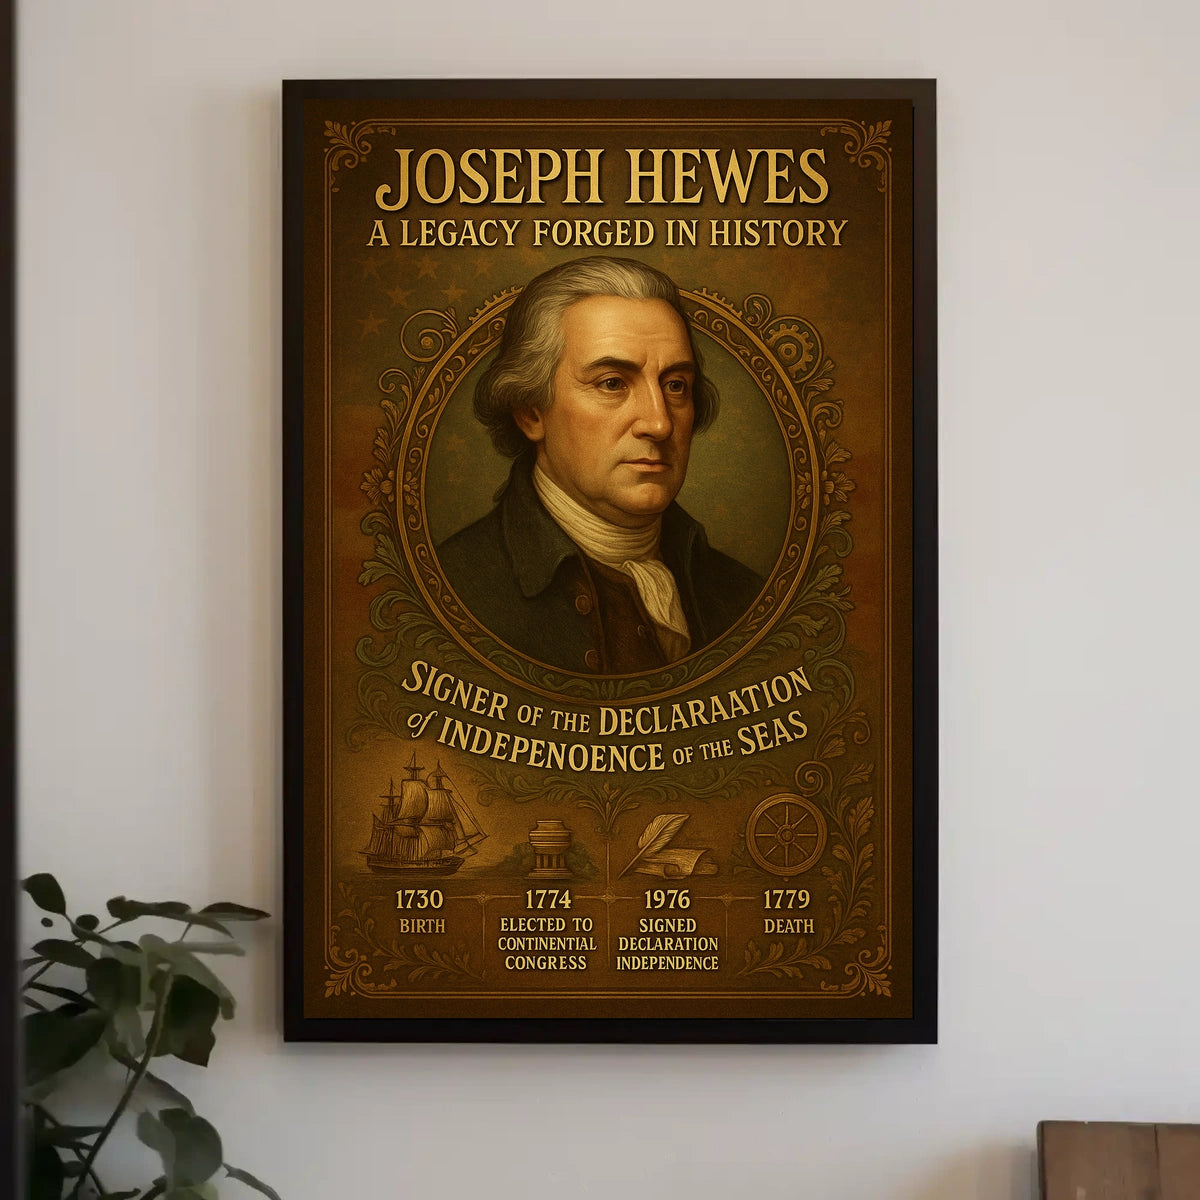 JOSEPH HEWES
A LEGACY FORGED IN HISTORY
SIGNER OF THE DECLARAATION
of INDEPENOENCE OF THE SEAS
1730
BIRTH
1774
ELECTED TO
CONTINENTIAL
CONGRESS
1976
SIGNED
DECLARATION
INDEPENDENCE
1779
DEATH